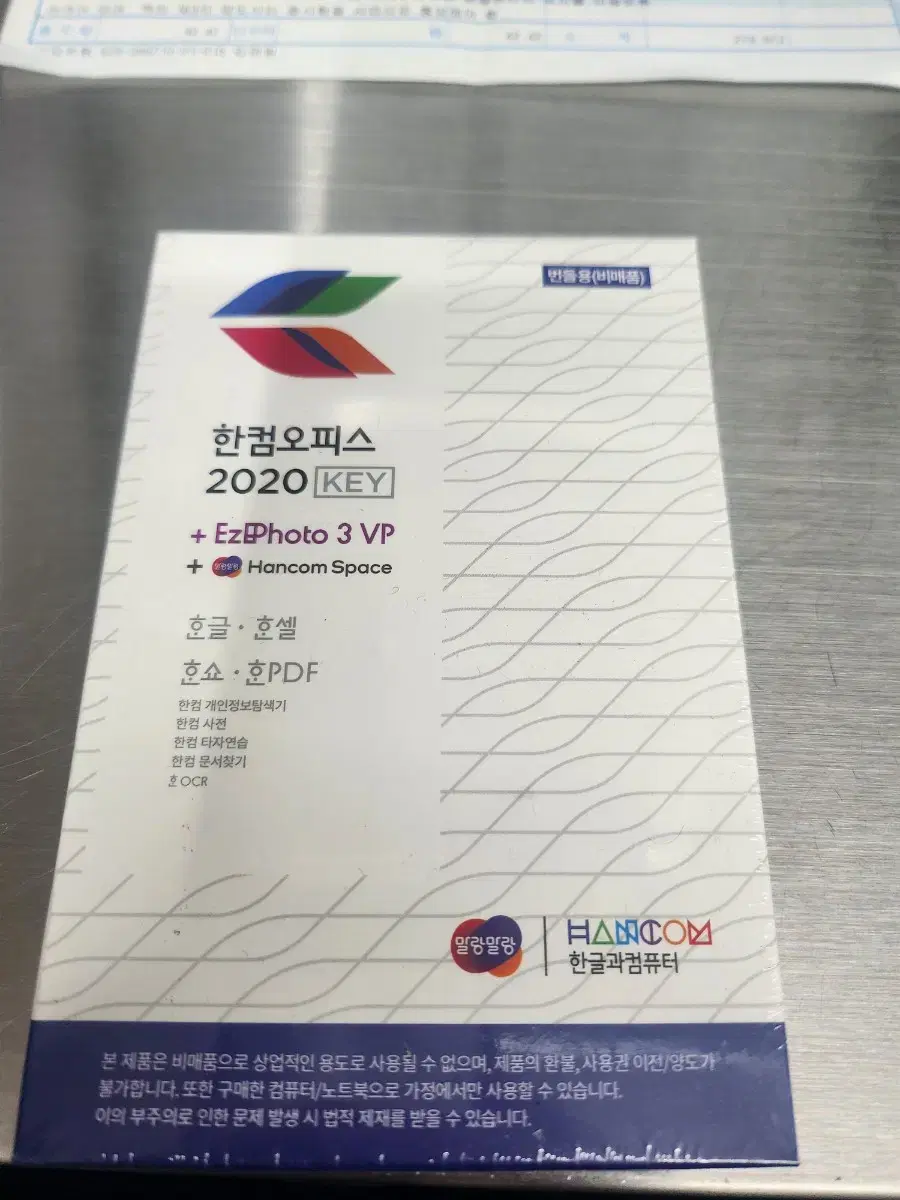 번들용(비매품)
한컴오피스
2020 KEY
+ EzPhoto 3 VP
+ 말랑말랑 Hancom Space
한글 · 한셀
한쇼 · 한PDF
한컴 개인정보탐색기
한컴 사전
한컴 타자연습
한컴 문서찾기
한OCR
말랑말랑
HANCOM
한글과컴퓨터
본 제품은 비매품으로 상업적인 용도로 사용될 수 없으며, 제품의 환불, 사용권 이전/양도가
불가합니다. 또한 구매한 컴퓨터/노트북으로 가정에서만 사용할 수 있습니다.
이의 부주의로 인한 문제 발생 시 법적 제재를 받을 수 있습니다.